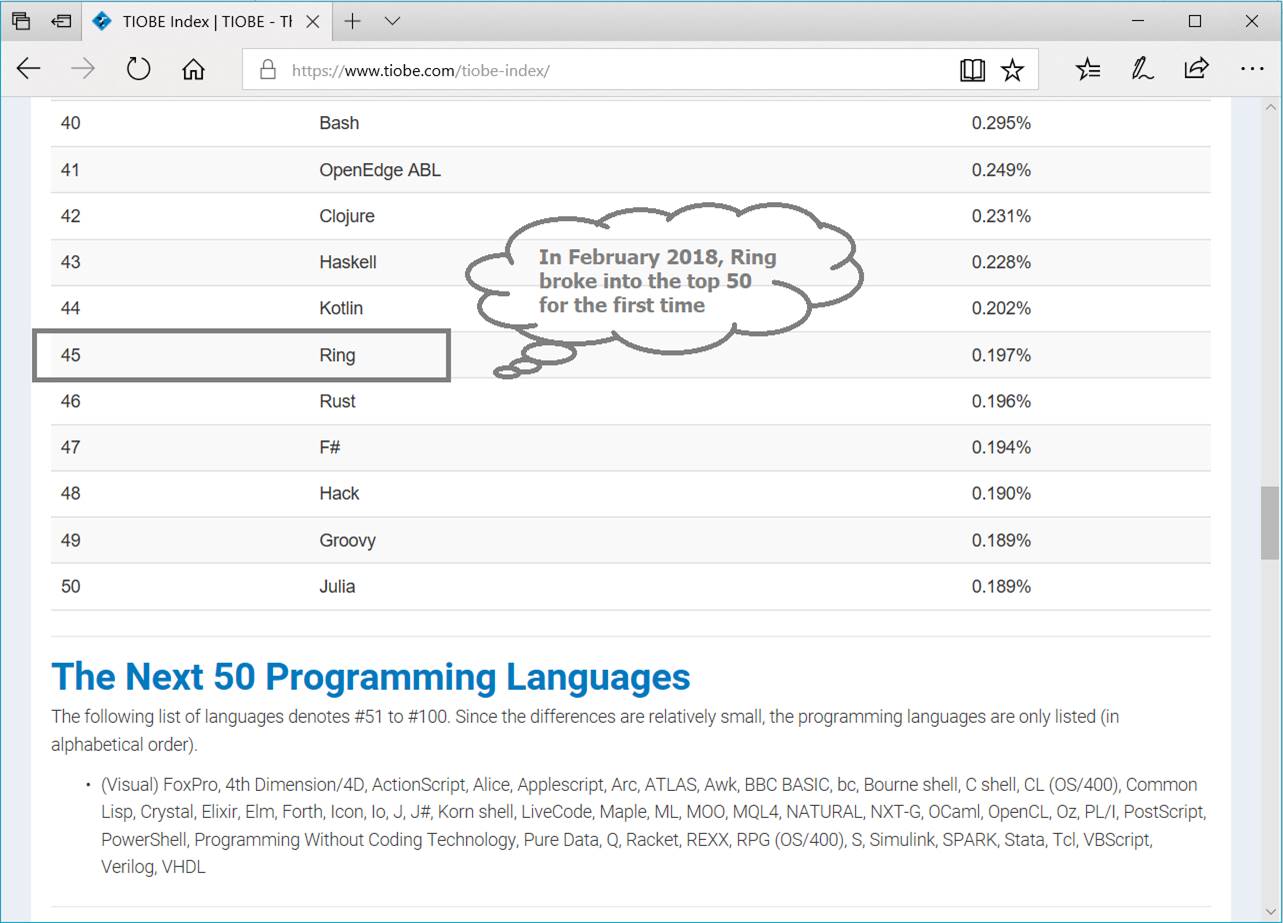 TIOBE Index | TIOBE - Th
https://www.tiobe.com/tiobe-index/
40 Bash 0.295%
41 OpenEdge ABL 0.249%
42 Clojure 0.231%
43 Haskell 0.228%
44 Kotlin 0.202%
45 Ring 0.197%
46 Rust 0.196%
47 F# 0.194%
48 Hack 0.190%
49 Groovy 0.189%
50 Julia 0.189%
In February 2018, Ring
broke into the top 50
for the first time
The Next 50 Programming Languages
The following list of languages denotes #51 to #100. Since the differences are relatively small, the programming languages are only listed (in
alphabetical order).
• (Visual) FoxPro, 4th Dimension/4D, ActionScript, Alice, Applescript, Arc, ATLAS, Awk, BBC BASIC, bc, Bourne shell, C shell, CL (OS/400), Common
Lisp, Crystal, Elixir, Elm, Forth, Icon, Io, J, J#, Korn shell, LiveCode, Maple, ML, MOO, MQL4, NATURAL, NXT-G, OCaml, OpenCL, Oz, PL/I, PostScript,
PowerShell, Programming Without Coding Technology, Pure Data, Q, Racket, REXX, RPG (OS/400), S, Simulink, SPARK, Stata, Tcl, VBScript,
Verilog, VHDL